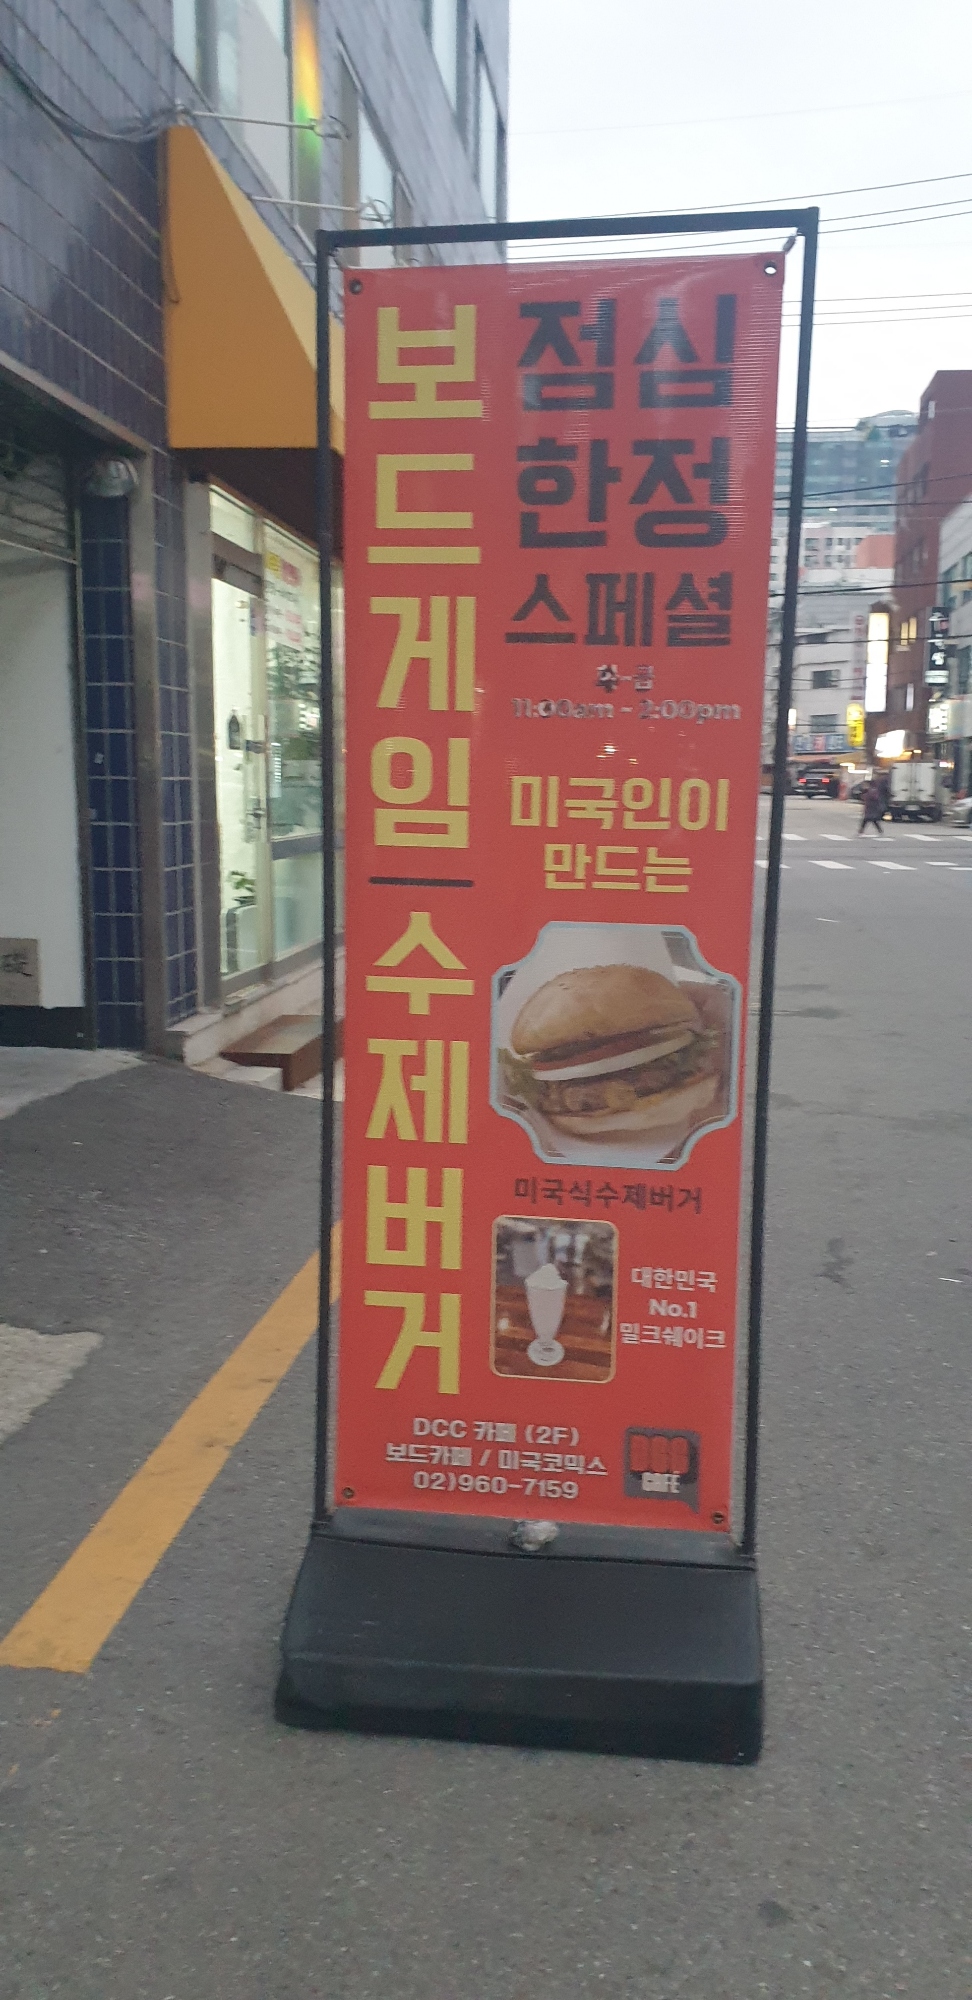 보드게임 - 수제버거
점심
한정
스페셜
11:00am - 2:00pm
미국인이
만드는
미국식수제버거
대한민국
No.1
밀크쉐이크
DCC 카페 (2F)
보드카페 / 미국코믹스
02)960-7159
DCC
CAFE